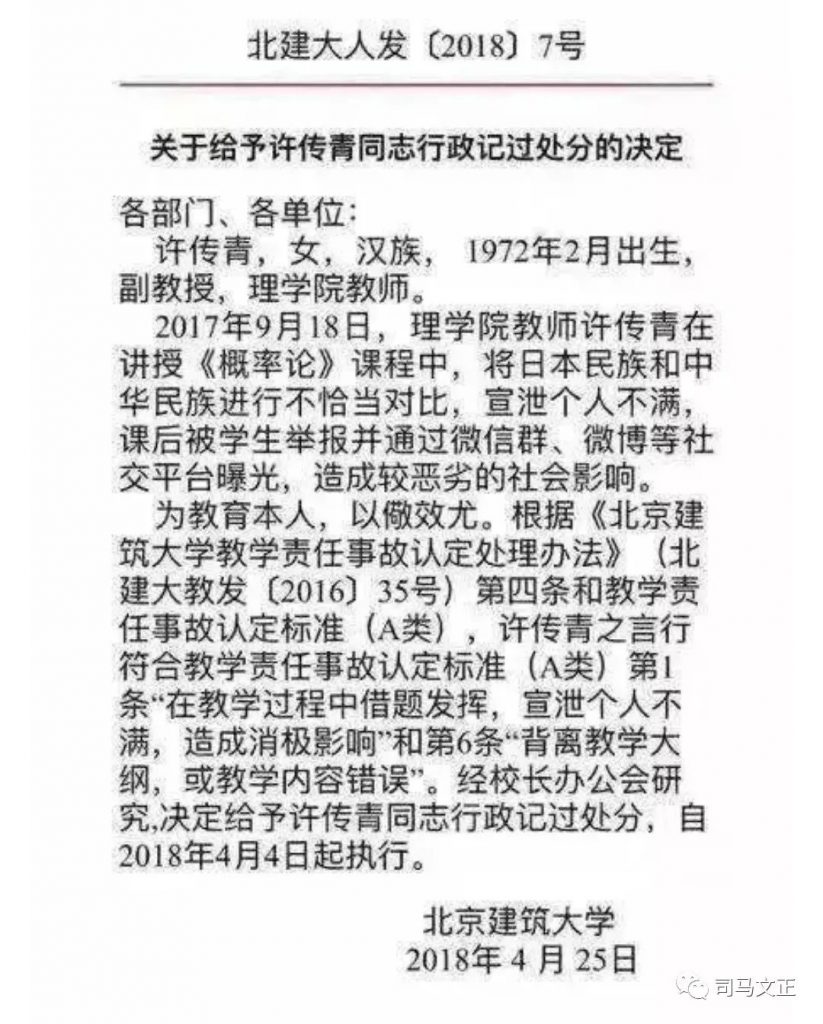 北建大人发〔2018〕7号
关于给予许传青同志行政记过处分的决定
各部门、各单位：
许传青，女，汉族， 1972年2月出生，
副教授，理学院教师。
2017年9月18日，理学院教师许传青在
讲授《概率论》课程中，将日本民族和中
华民族进行不恰当对比，宣泄个人不满，
课后被学生举报并通过微信群、微博等社
交平台曝光，造成较恶劣的社会影响。
为教育本人，以儆效尤。根据《北京建
筑大学教学责任事故认定处理办法》（北
建大教发〔2016〕35号）第四条和教学责
任事故认定标准（A类），许传青之言行
符合教学责任事故认定标准（A类）第1
条“在教学过程中借题发挥，宣泄个人不
满，造成消极影响”和第6条“背离教学大
纲，或教学内容错误”。经校长办公会研
究,决定给予许传青同志行政记过处分，自
2018年4月4日起执行。
北京建筑大学
2018年 4 月 25日
司马文正